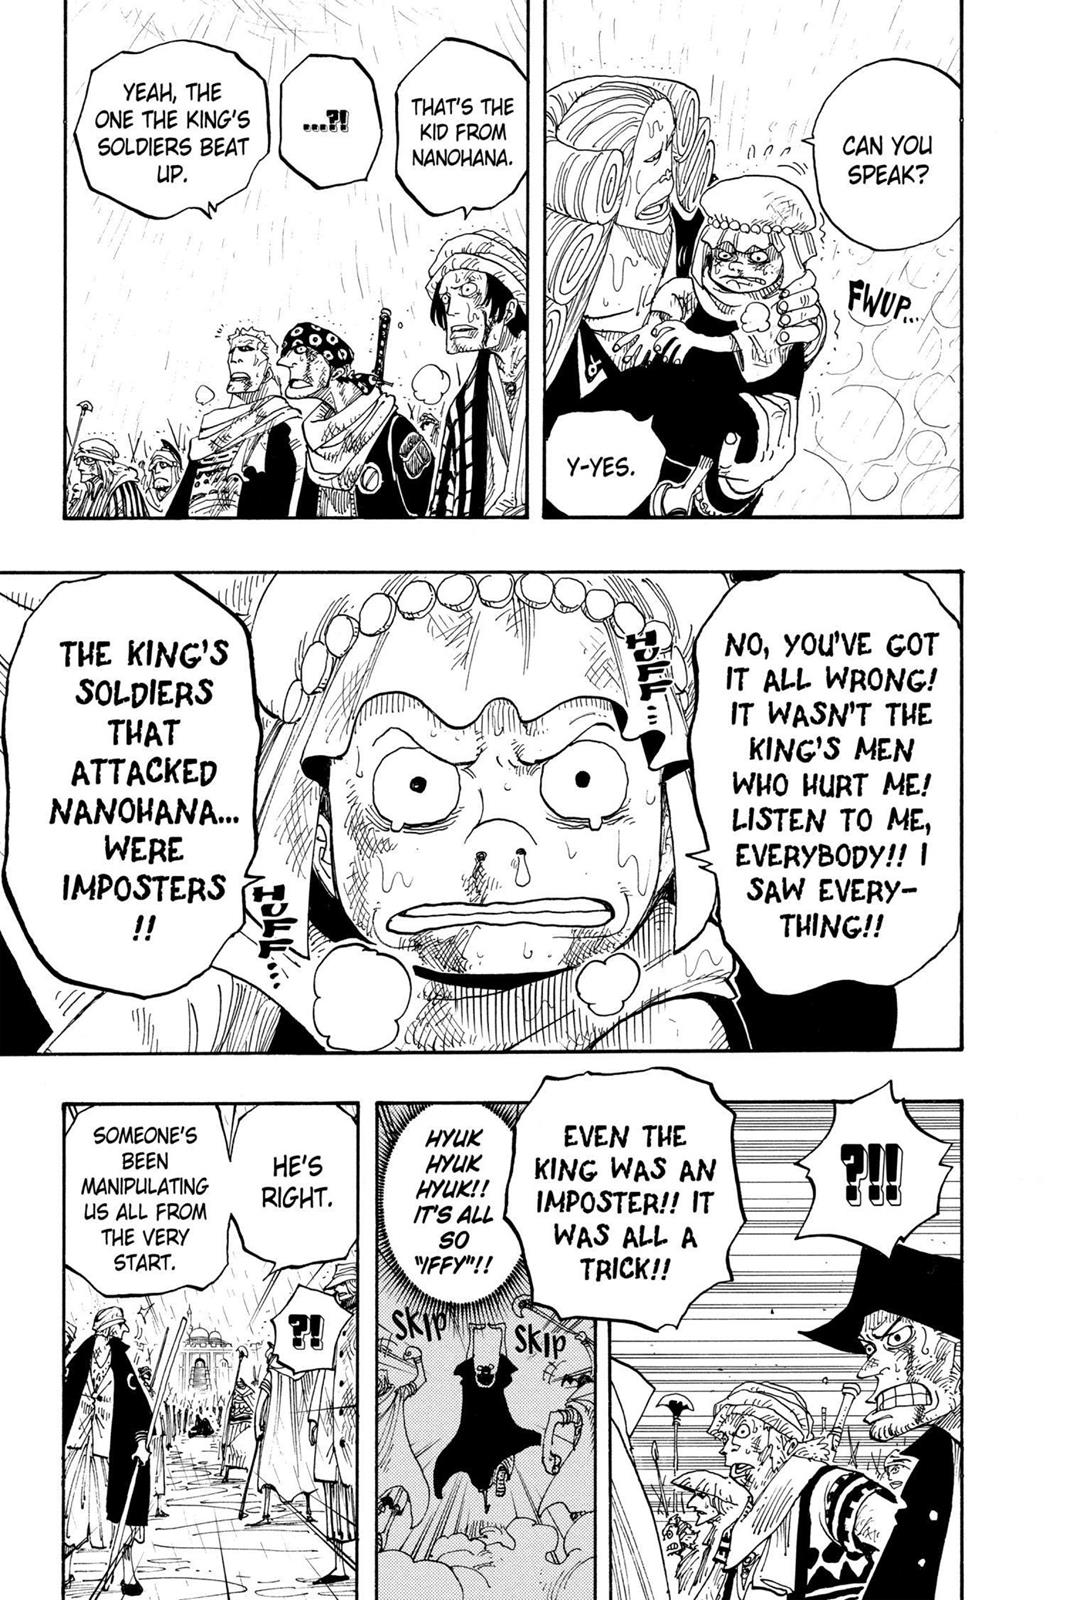 CAN YOU
SPEAK?
FWUP...
Y-YES.
THAT'S THE
KID FROM
NANOHANA.
...?!
YEAH, THE
ONE THE KING'S
SOLDIERS BEAT
UP.
NO, YOU'VE GOT
IT ALL WRONG!
IT WASN'T THE
KING'S MEN
WHO HURT ME!
LISTEN TO ME,
EVERYBODY!! I
SAW EVERY-
THING!!
HUFF...
HUFF...
THE KING'S
SOLDIERS
THAT
ATTACKED
NANOHANA...
WERE
IMPOSTERS
!!
?!!
EVEN THE
KING WAS AN
IMPOSTER!! IT
WAS ALL A
TRICK!!
HYUK
HYUK
HYUK!!
IT'S ALL
SO
"IFFY"!!
SKIP
SKIP
HE'S
RIGHT.
SOMEONE'S
BEEN
MANIPULATING
US ALL FROM
THE VERY
START.
?!